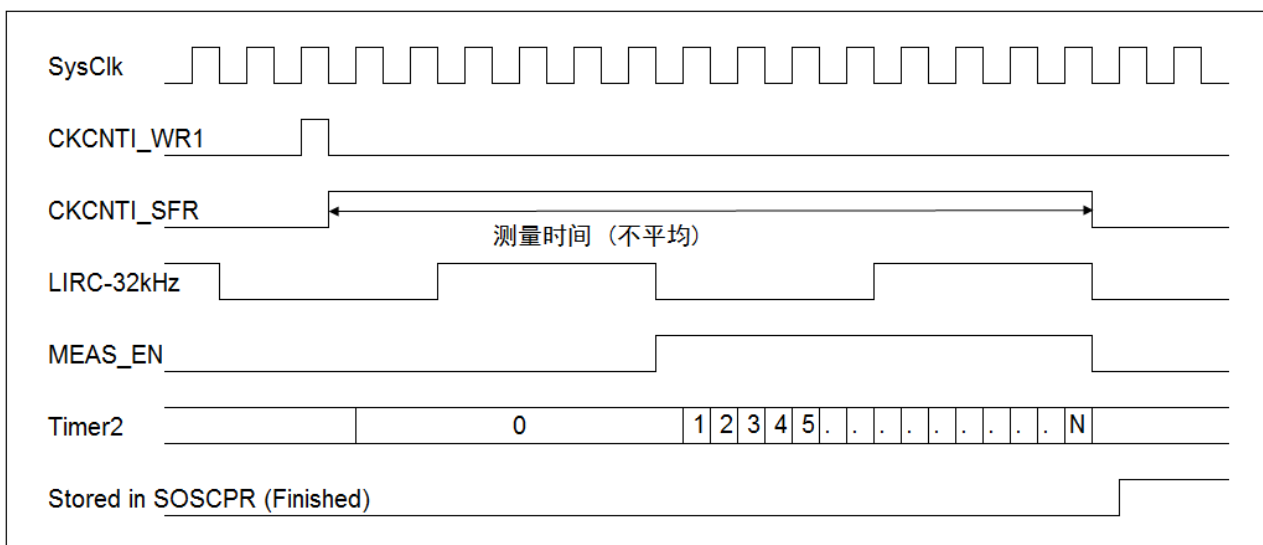 SysClk
CKCNTI_WR1
CKCNTI_SFR
测量时间 (不平均)
LIRC-32kHz
MEAS_EN
Timer2 0 1 2 3 4 5 . . . . . . . . . N
Stored in SOSCPR (Finished)